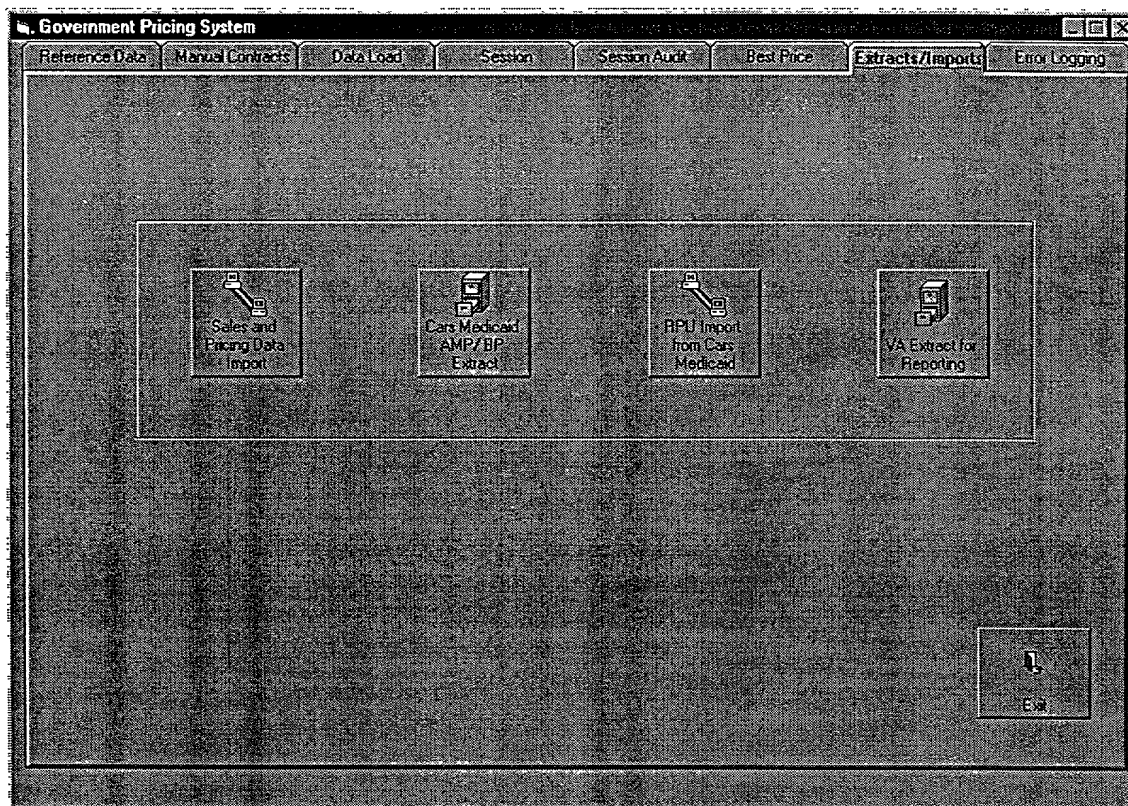 Government Pricing System
Reference Data Manual Contracts Data Load Session Session Audit Best Price Extracts/Imports Error Logging
Sales and
Pricing Data
Import
Cars Medicaid
AMP/BP
Extract
RPU Import
from Cars
Medicaid
VA Extract for
Reporting
Exit